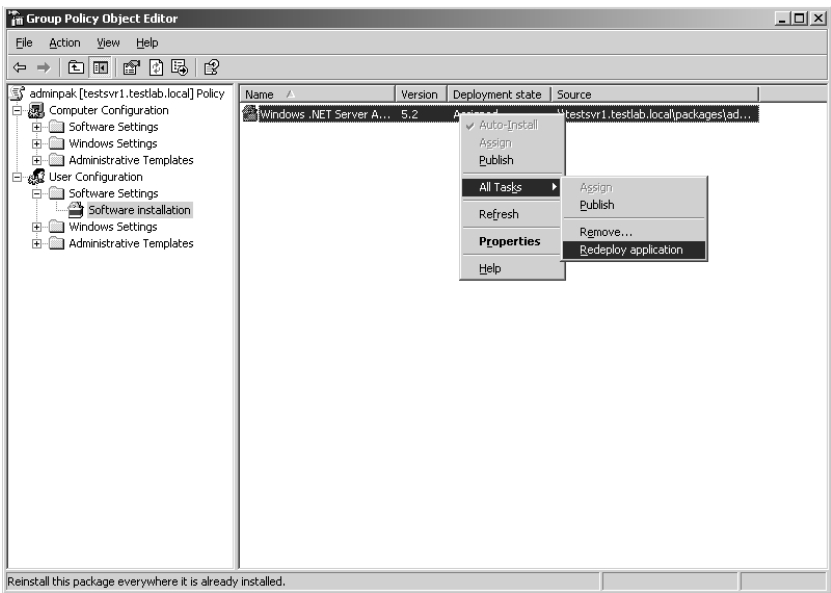 Group Policy Object Editor
File Action View Help
adminpak [testsvr1.testlab.local] Policy
Computer Configuration
Software Settings
Windows Settings
Administrative Templates
User Configuration
Software Settings
Software installation
Windows Settings
Administrative Templates
Name Version Deployment state Source
Windows .NET Server A... 5.2 Assigned \\testsvr1.testlab.local\packages\ad...
Auto-Install
Assign
Publish
All Tasks
Refresh
Properties
Help
Assign
Publish
Remove...
Redeploy application
Reinstall this package everywhere it is already installed.